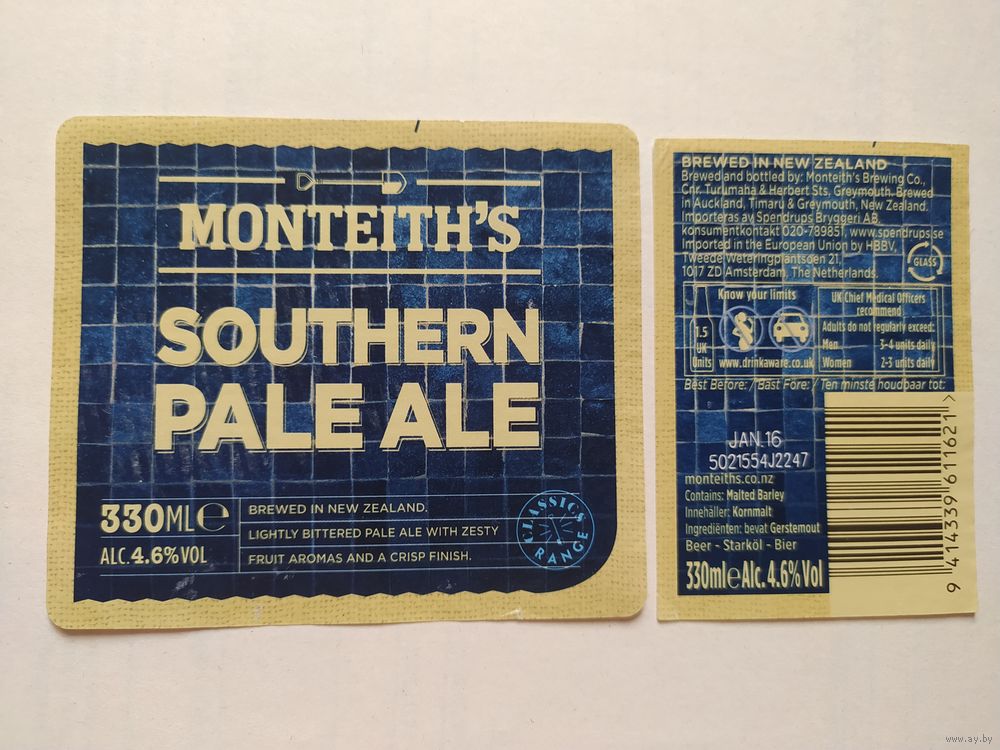 MONTEITH'S
SOUTHERN
PALE ALE
330ML℮
ALC. 4.6% VOL
BREWED IN NEW ZEALAND.
LIGHTLY BITTERED PALE ALE WITH ZESTY
FRUIT AROMAS AND A CRISP FINISH.
CLASSICS
RANGE
BREWED IN NEW ZEALAND
Brewed and bottled by: Monteith's Brewing Co.,
Cnr. Turumaha & Herbert Sts, Greymouth. Brewed
in Auckland, Timaru & Greymouth, New Zealand.
Importeras av Spendrups Bryggeri AB,
konsumentkontakt 020-789851, www.spendrups.se
Imported in the European Union by HBBV,
Tweede Weteringplantsoen 21,
1017 ZD Amsterdam, The Netherlands.
GLASS
Know your limits
1.5
UK
Units
www.drinkaware.co.uk
UK Chief Medical Officers
recommend
Adults do not regularly exceed:
Men 3-4 units daily
Women 2-3 units daily
Best Before: / Bäst Före: / Ten minste houdbaar tot:
JAN.16
5021554J2247
monteiths.co.nz
Contains: Malted Barley
Innehåller: Kornmalt
Ingrediënten: bevat Gerstemout
Beer - Starköl - Bier
330ml℮Alc. 4.6% Vol
9 414339 611621 >
www.ay.by